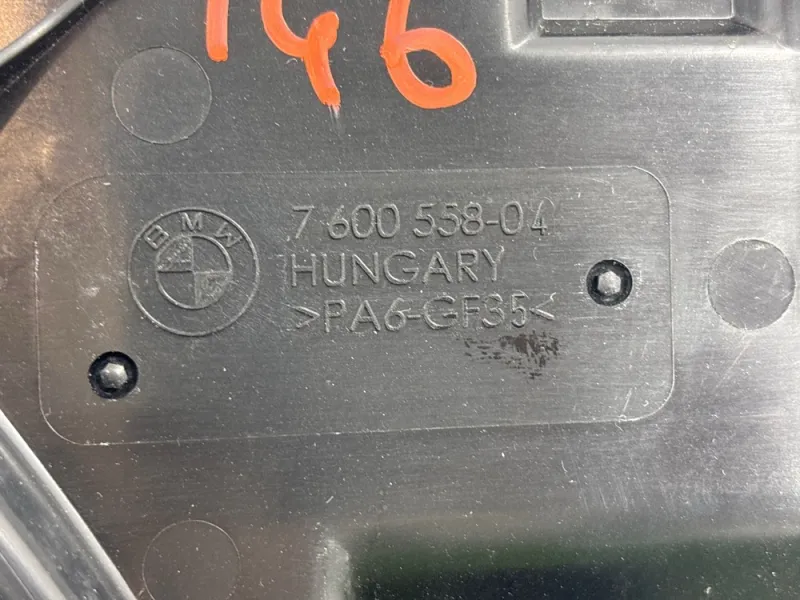 146
BMW
7 600 558-04
HUNGARY
>PA6-GF35<